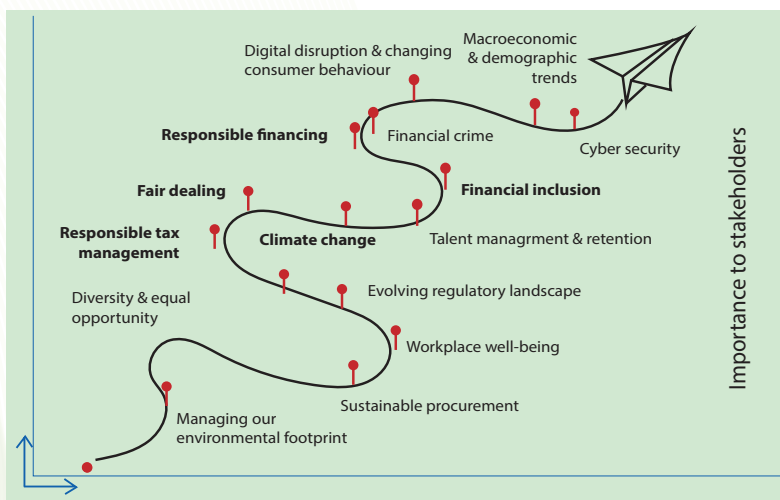 Digital disruption & changing
consumer behaviour
Macroeconomic
& demographic
trends
Responsible financing
Financial crime
Cyber security
Fair dealing
Financial inclusion
Responsible tax
management
Climate change
Talent managrment & retention
Diversity & equal
opportunity
Evolving regulatory landscape
Workplace well-being
Sustainable procurement
Managing our
environmental footprint
Importance to stakeholders